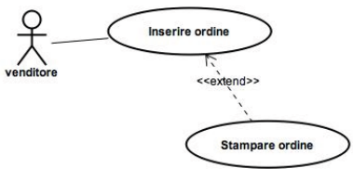 Inserire ordine
venditore
<<extend>>
Stampare ordine